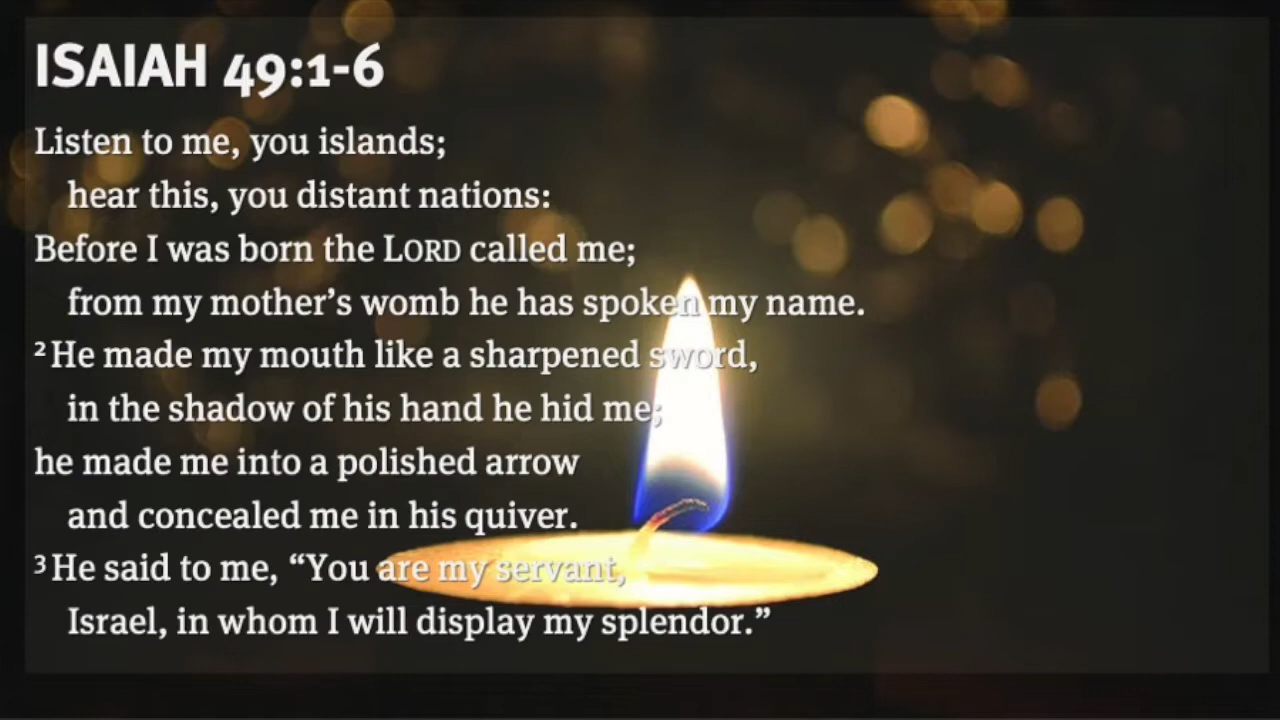 ISAIAH 49:1-6
Listen to me, you islands;
hear this, you distant nations:
Before I was born the LORD called me;
from my mother’s womb he has spoken my name.
²He made my mouth like a sharpened sword,
in the shadow of his hand he hid me;
he made me into a polished arrow
and concealed me in his quiver.
³He said to me, “You are my servant,
Israel, in whom I will display my splendor.”